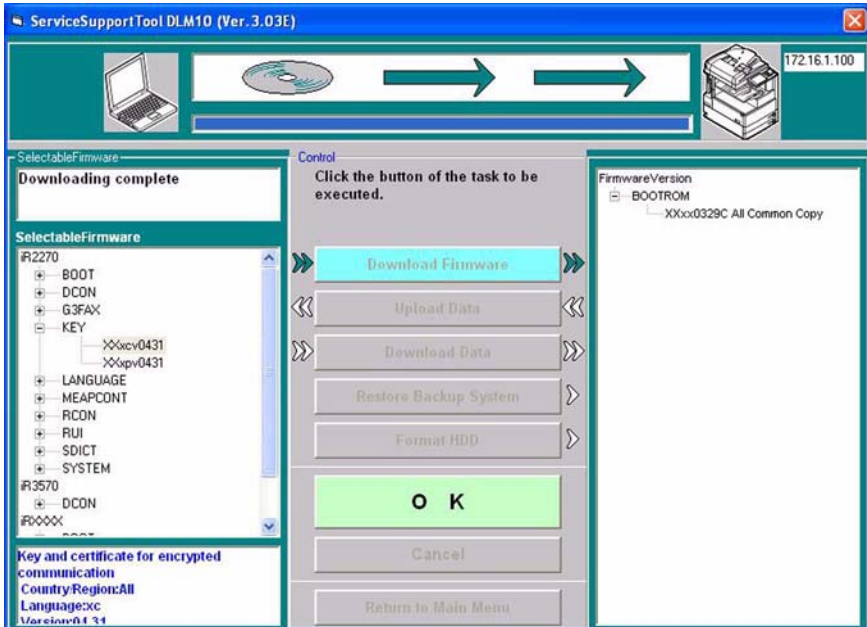 ServiceSupportTool DLM10 (Ver. 3.03E)
172.16.1.100
SelectableFirmware
Downloading complete
SelectableFirmware
iR2270
BOOT
DCON
G3FAX
KEY
XXxcv0431
XXxpv0431
LANGUAGE
MEAPCONT
RCON
RUI
SDICT
SYSTEM
iR3570
DCON
iRXXXX
Key and certificate for encrypted
communication
Country/Region:All
Language:xc
Version:04.31
Control
Click the button of the task to be
executed.
Download Firmware
Upload Data
Download Data
Restore Backup System
Format HDD
O K
Cancel
Return to Main Menu
FirmwareVersion
BOOTROM
XXxx0329C All Common Copy